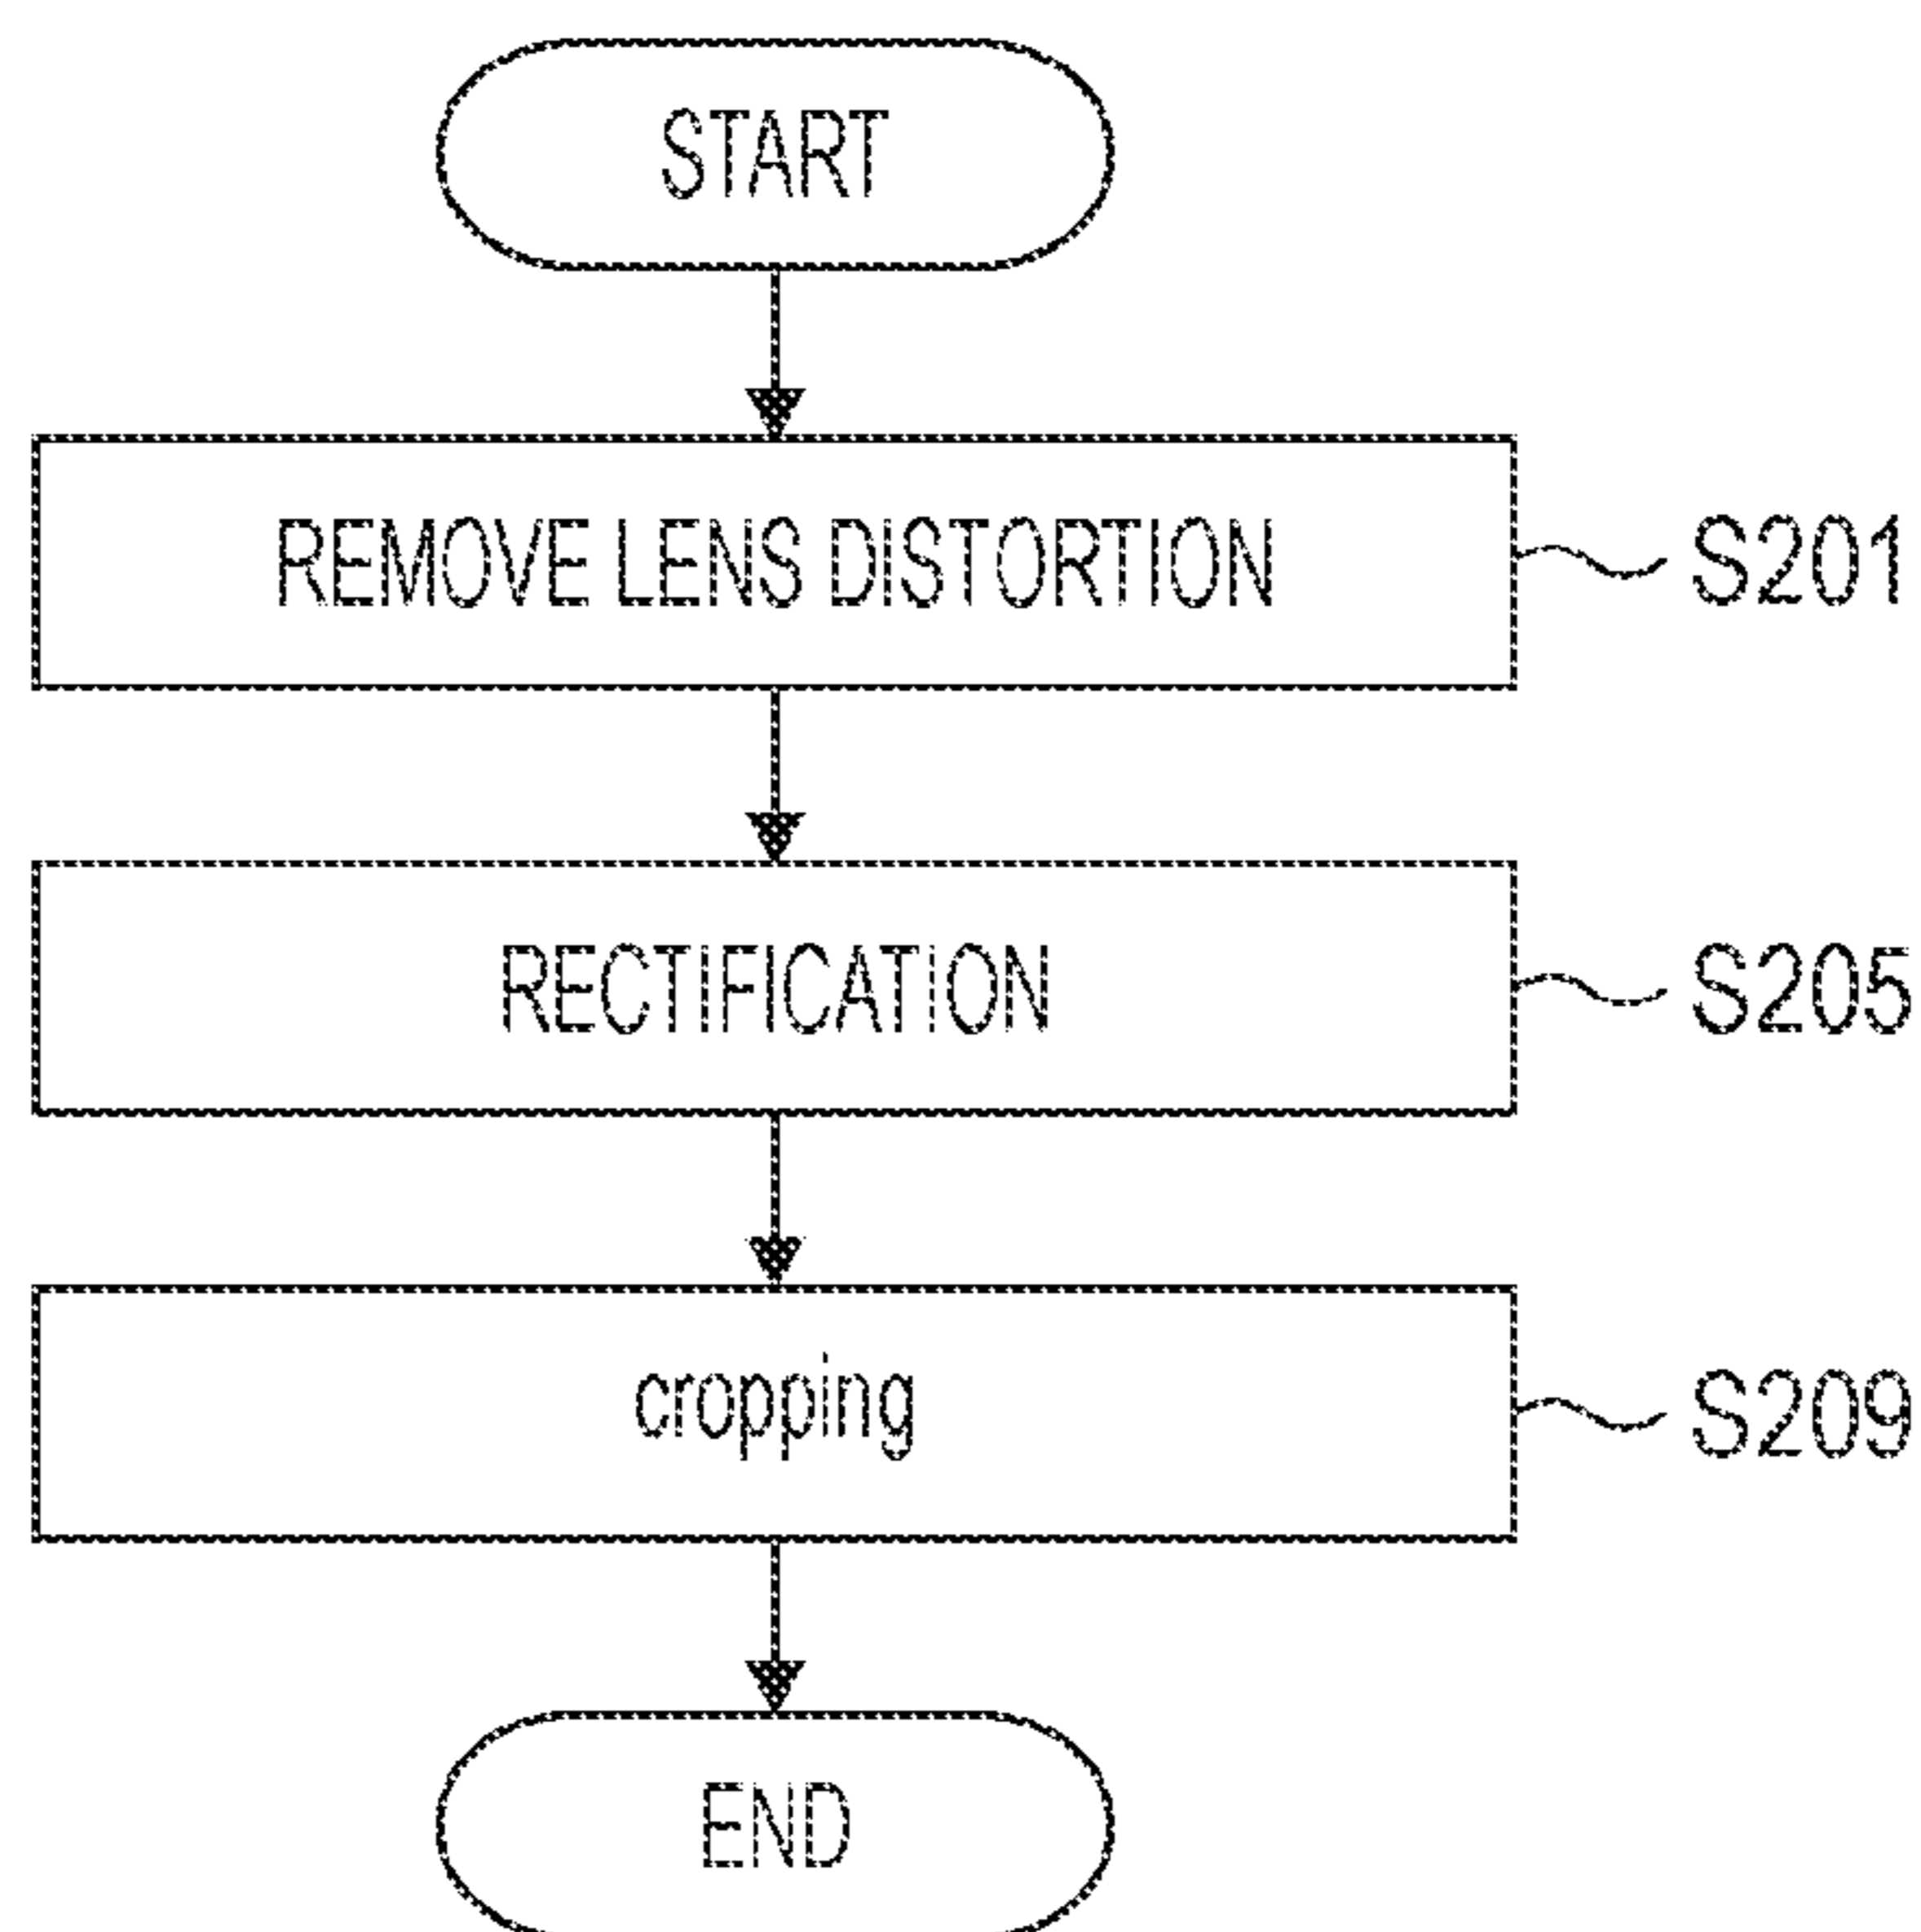 START
REMOVE LENS DISTORTION
S201
RECTIFICATION
S205
cropping
S209
END